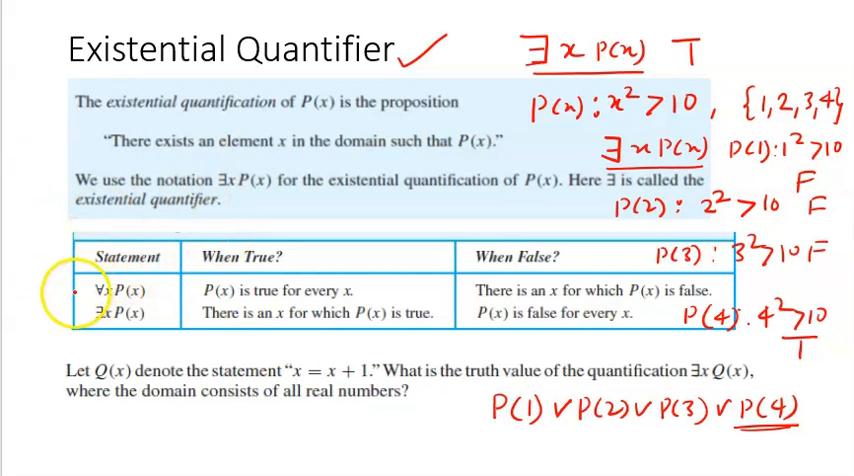 Existential Quantifier ✓
∃ x P(x) T
The existential quantification of P(x) is the proposition
P(x) : x² > 10 , {1, 2, 3, 4}
“There exists an element x in the domain such that P(x).”
∃ x P(x) P(1) : 1² > 10
F
We use the notation ∃xP(x) for the existential quantification of P(x). Here ∃ is called the
existential quantifier.
P(2) : 2² > 10 F
Statement When True? When False?
P(3) : 3² > 10 F
∀xP(x) P(x) is true for every x. There is an x for which P(x) is false.
∃xP(x) There is an x for which P(x) is true. P(x) is false for every x.
P(4) . 4² > 10
T
Let Q(x) denote the statement “x = x + 1.” What is the truth value of the quantification ∃xQ(x),
where the domain consists of all real numbers?
P(1) ∨ P(2) ∨ P(3) ∨ P(4)